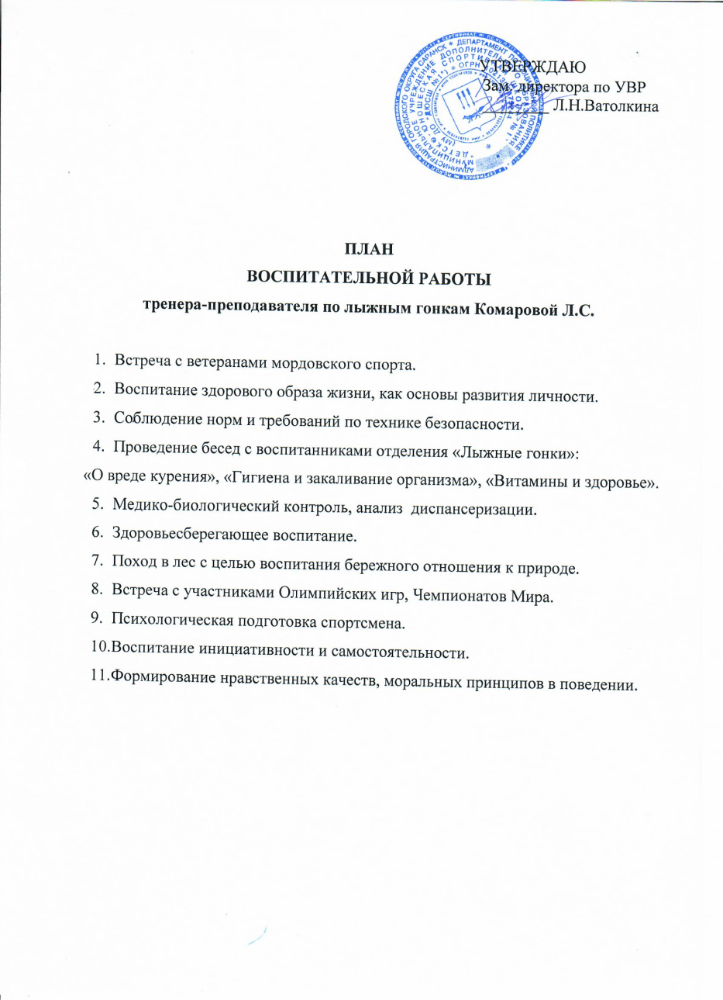 УТВЕРЖДАЮ
Зам. директора по УВР
________ Л.Н.Ватолкина
ПЛАН
ВОСПИТАТЕЛЬНОЙ РАБОТЫ
тренера-преподавателя по лыжным гонкам Комаровой Л.С.
1. Встреча с ветеранами мордовского спорта.
2. Воспитание здорового образа жизни, как основы развития личности.
3. Соблюдение норм и требований по технике безопасности.
4. Проведение бесед с воспитанниками отделения «Лыжные гонки»:
«О вреде курения», «Гигиена и закаливание организма», «Витамины и здоровье».
5. Медико-биологический контроль, анализ диспансеризации.
6. Здоровьесберегающее воспитание.
7. Поход в лес с целью воспитания бережного отношения к природе.
8. Встреча с участниками Олимпийских игр, Чемпионатов Мира.
9. Психологическая подготовка спортсмена.
10.Воспитание инициативности и самостоятельности.
11.Формирование нравственных качеств, моральных принципов в поведении.